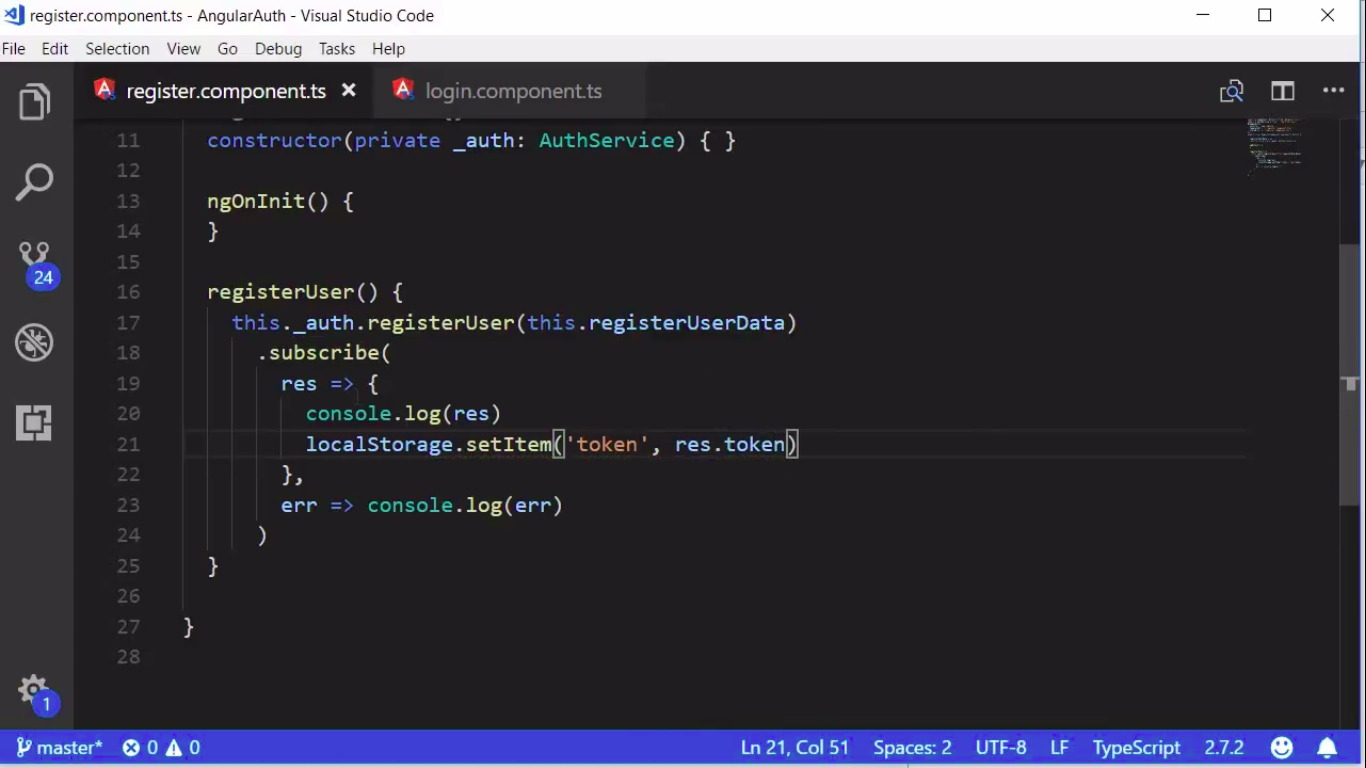 register.component.ts - AngularAuth - Visual Studio Code
File Edit Selection View Go Debug Tasks Help
register.component.ts login.component.ts
11 constructor(private _auth: AuthService) { }
12
13 ngOnInit() {
14 }
15
16 registerUser() {
17 this._auth.registerUser(this.registerUserData)
18 .subscribe(
19 res => {
20 console.log(res)
21 localStorage.setItem('token', res.token)
22 },
23 err => console.log(err)
24 )
25 }
26
27 }
28
24
1
master* 0 0 Ln 21, Col 51 Spaces: 2 UTF-8 LF TypeScript 2.7.2